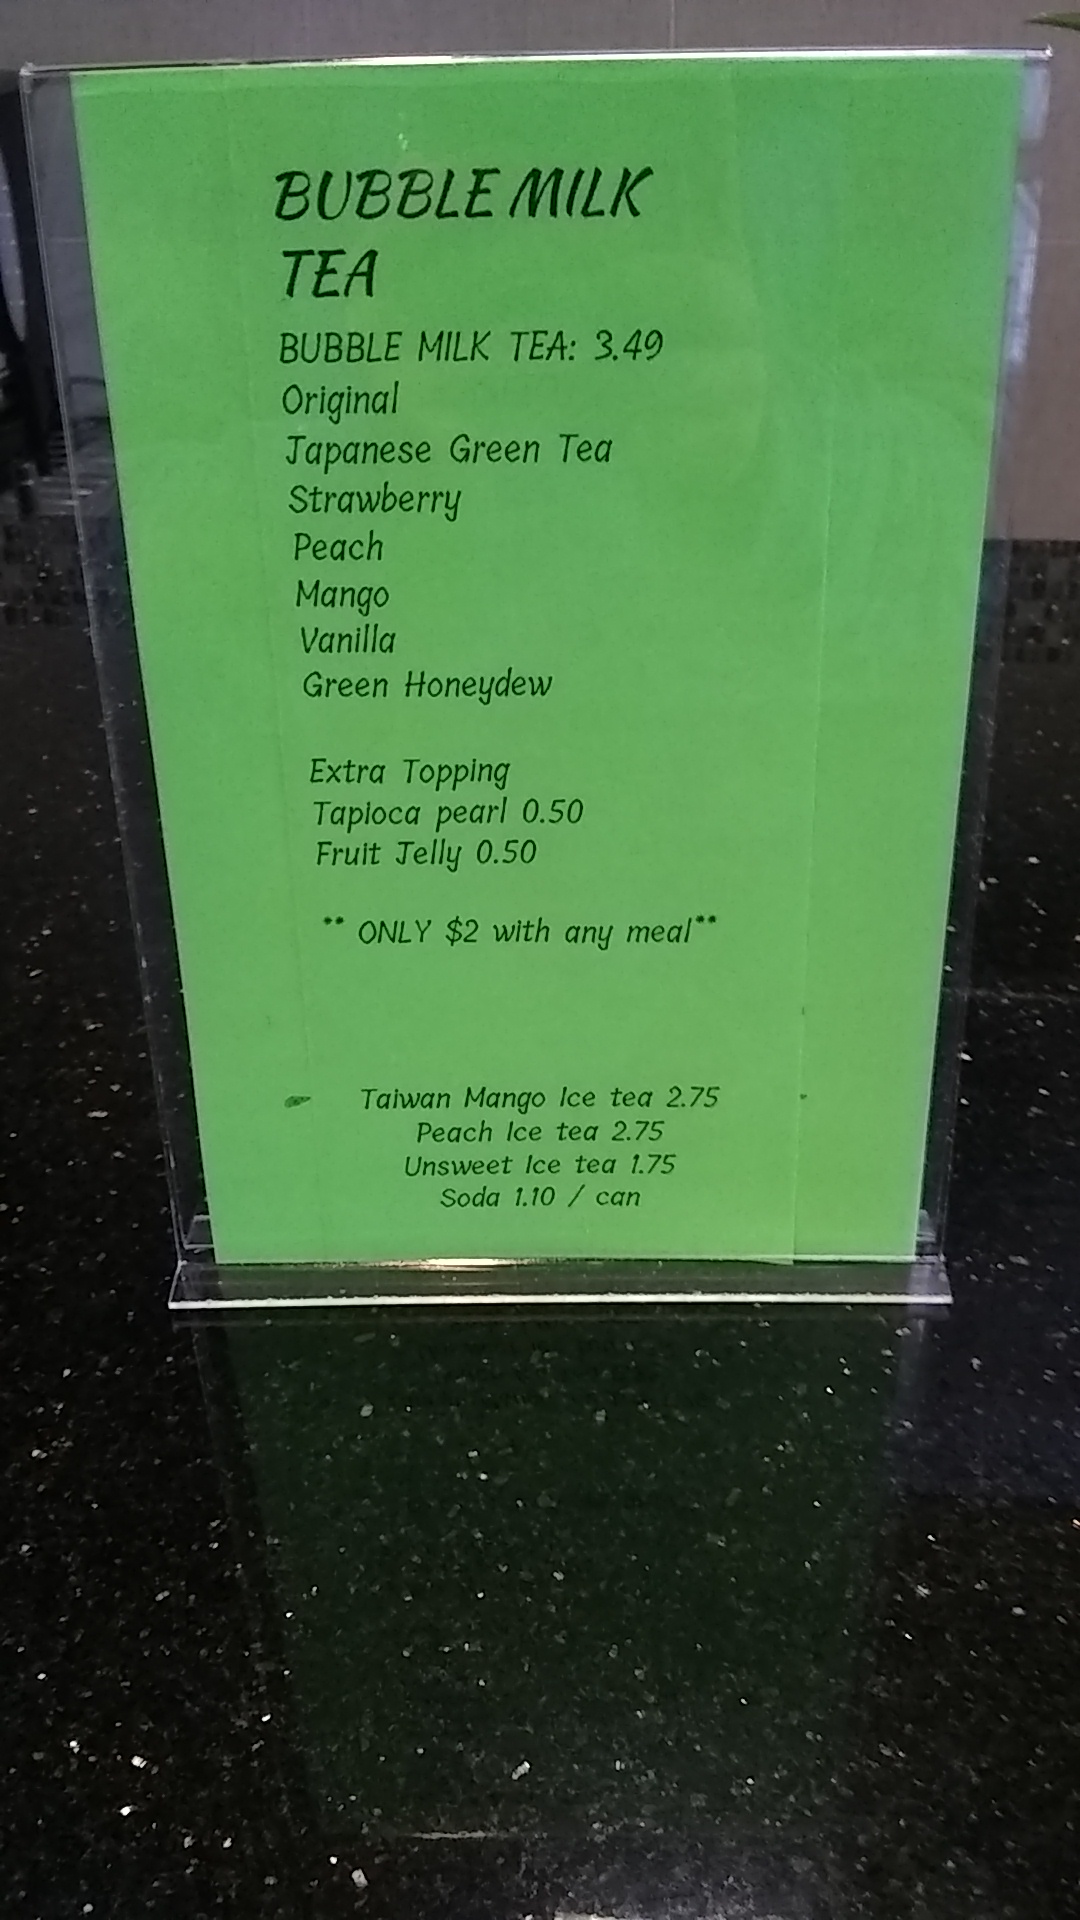 BUBBLE MILK
TEA
BUBBLE MILK TEA: 3.49
Original
Japanese Green Tea
Strawberry
Peach
Mango
Vanilla
Green Honeydew
Extra Topping
Tapioca pearl 0.50
Fruit Jelly 0.50
** ONLY $2 with any meal**
Taiwan Mango Ice tea 2.75
Peach Ice tea 2.75
Unsweet Ice tea 1.75
Soda 1.10 / can